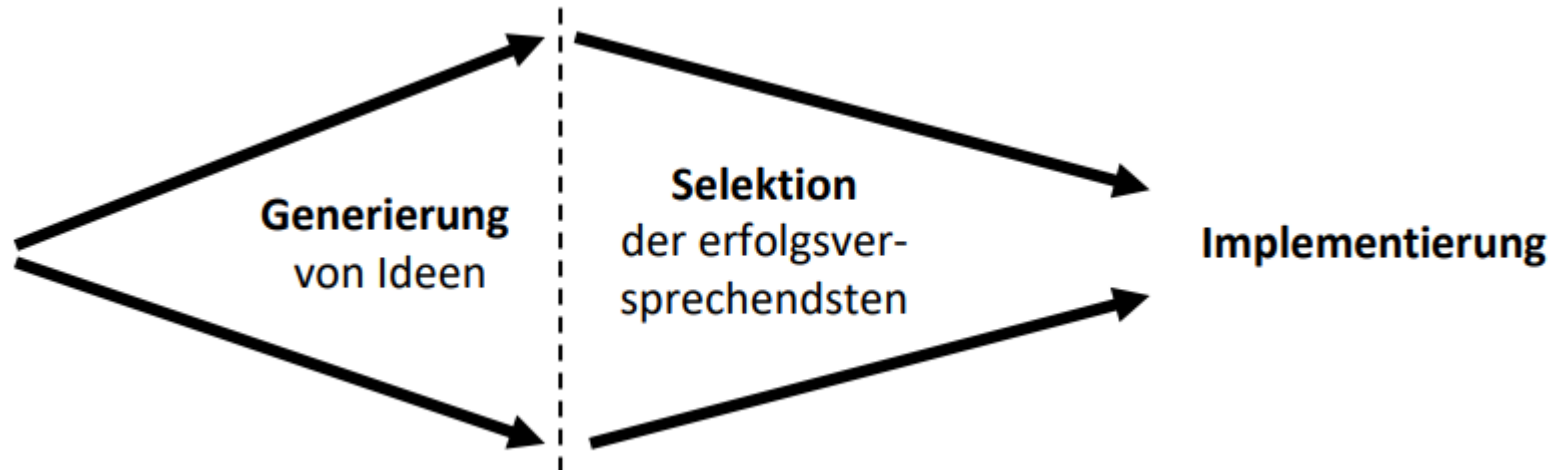 Generierung
von Ideen
Selektion
der erfolgsver-
sprechendsten
Implementierung